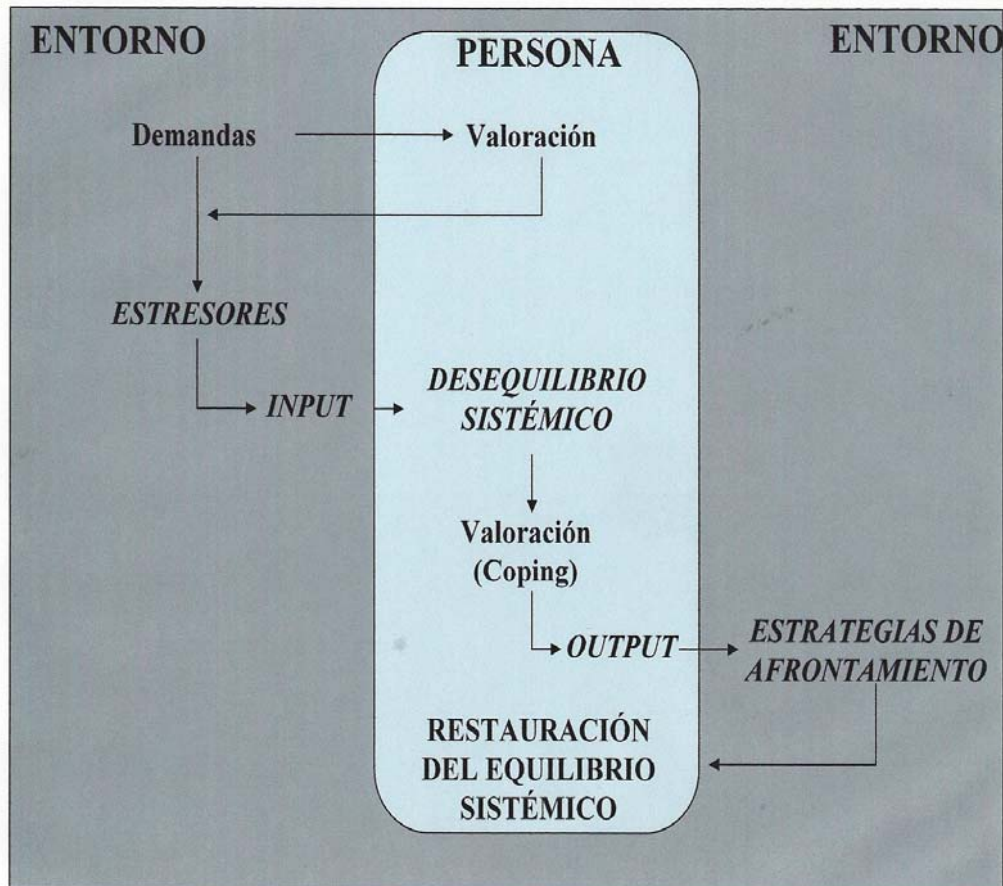 ENTORNO
PERSONA
ENTORNO
Demandas
Valoración
ESTRESORES
INPUT
DESEQUILIBRIO
SISTÉMICO
Valoración
(Coping)
OUTPUT
ESTRATEGIAS DE
AFRONTAMIENTO
RESTAURACIÓN
DEL EQUILIBRIO
SISTÉMICO